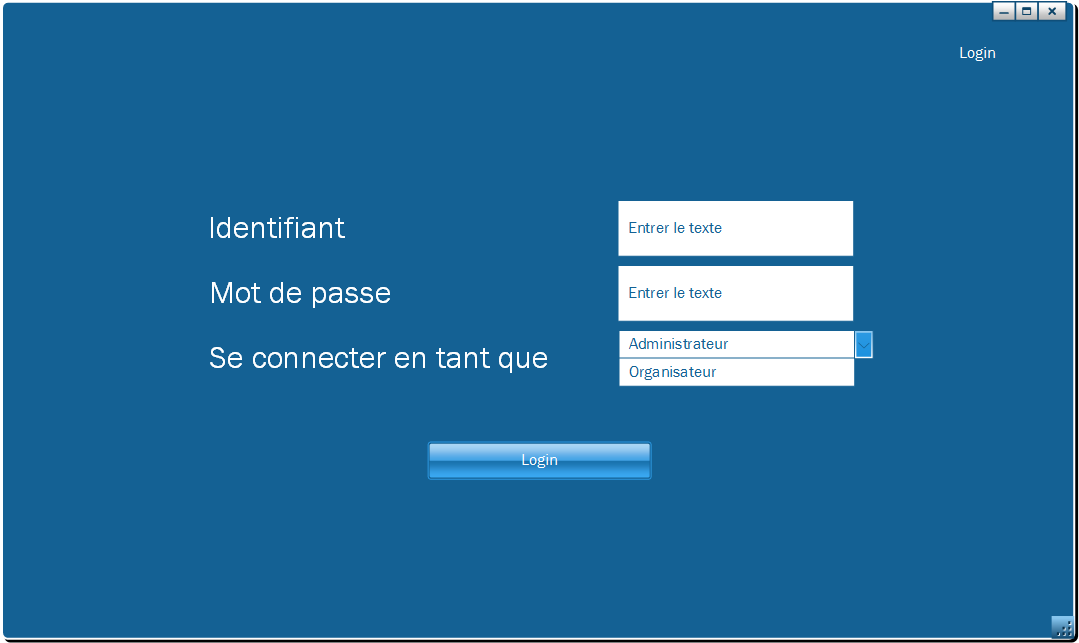 Login
Identifiant
Entrer le texte
Mot de passe
Entrer le texte
Se connecter en tant que
Administrateur
Organisateur
Login